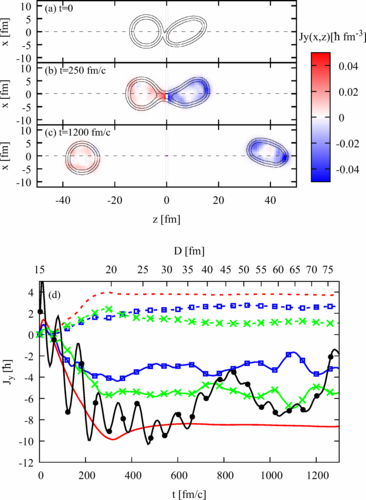 (a) t=0
Jy(x,z)[ħ fm⁻³]
10
5
0
-5
-10
x [fm]
(b) t=250 fm/c
10
5
0
-5
-10
x [fm]
(c) t=1200 fm/c
10
5
0
-5
-10
x [fm]
-40 -20 0 20 40
z [fm]
0.04
0.02
0.00
-0.02
-0.04
D [fm]
15 20 25 30 35 40 45 50 55 60 65 70 75
(d)
4
2
0
-2
-4
-6
-8
-10
-12
Jy [ħ]
0 200 400 600 800 1000 1200
t [fm/c]